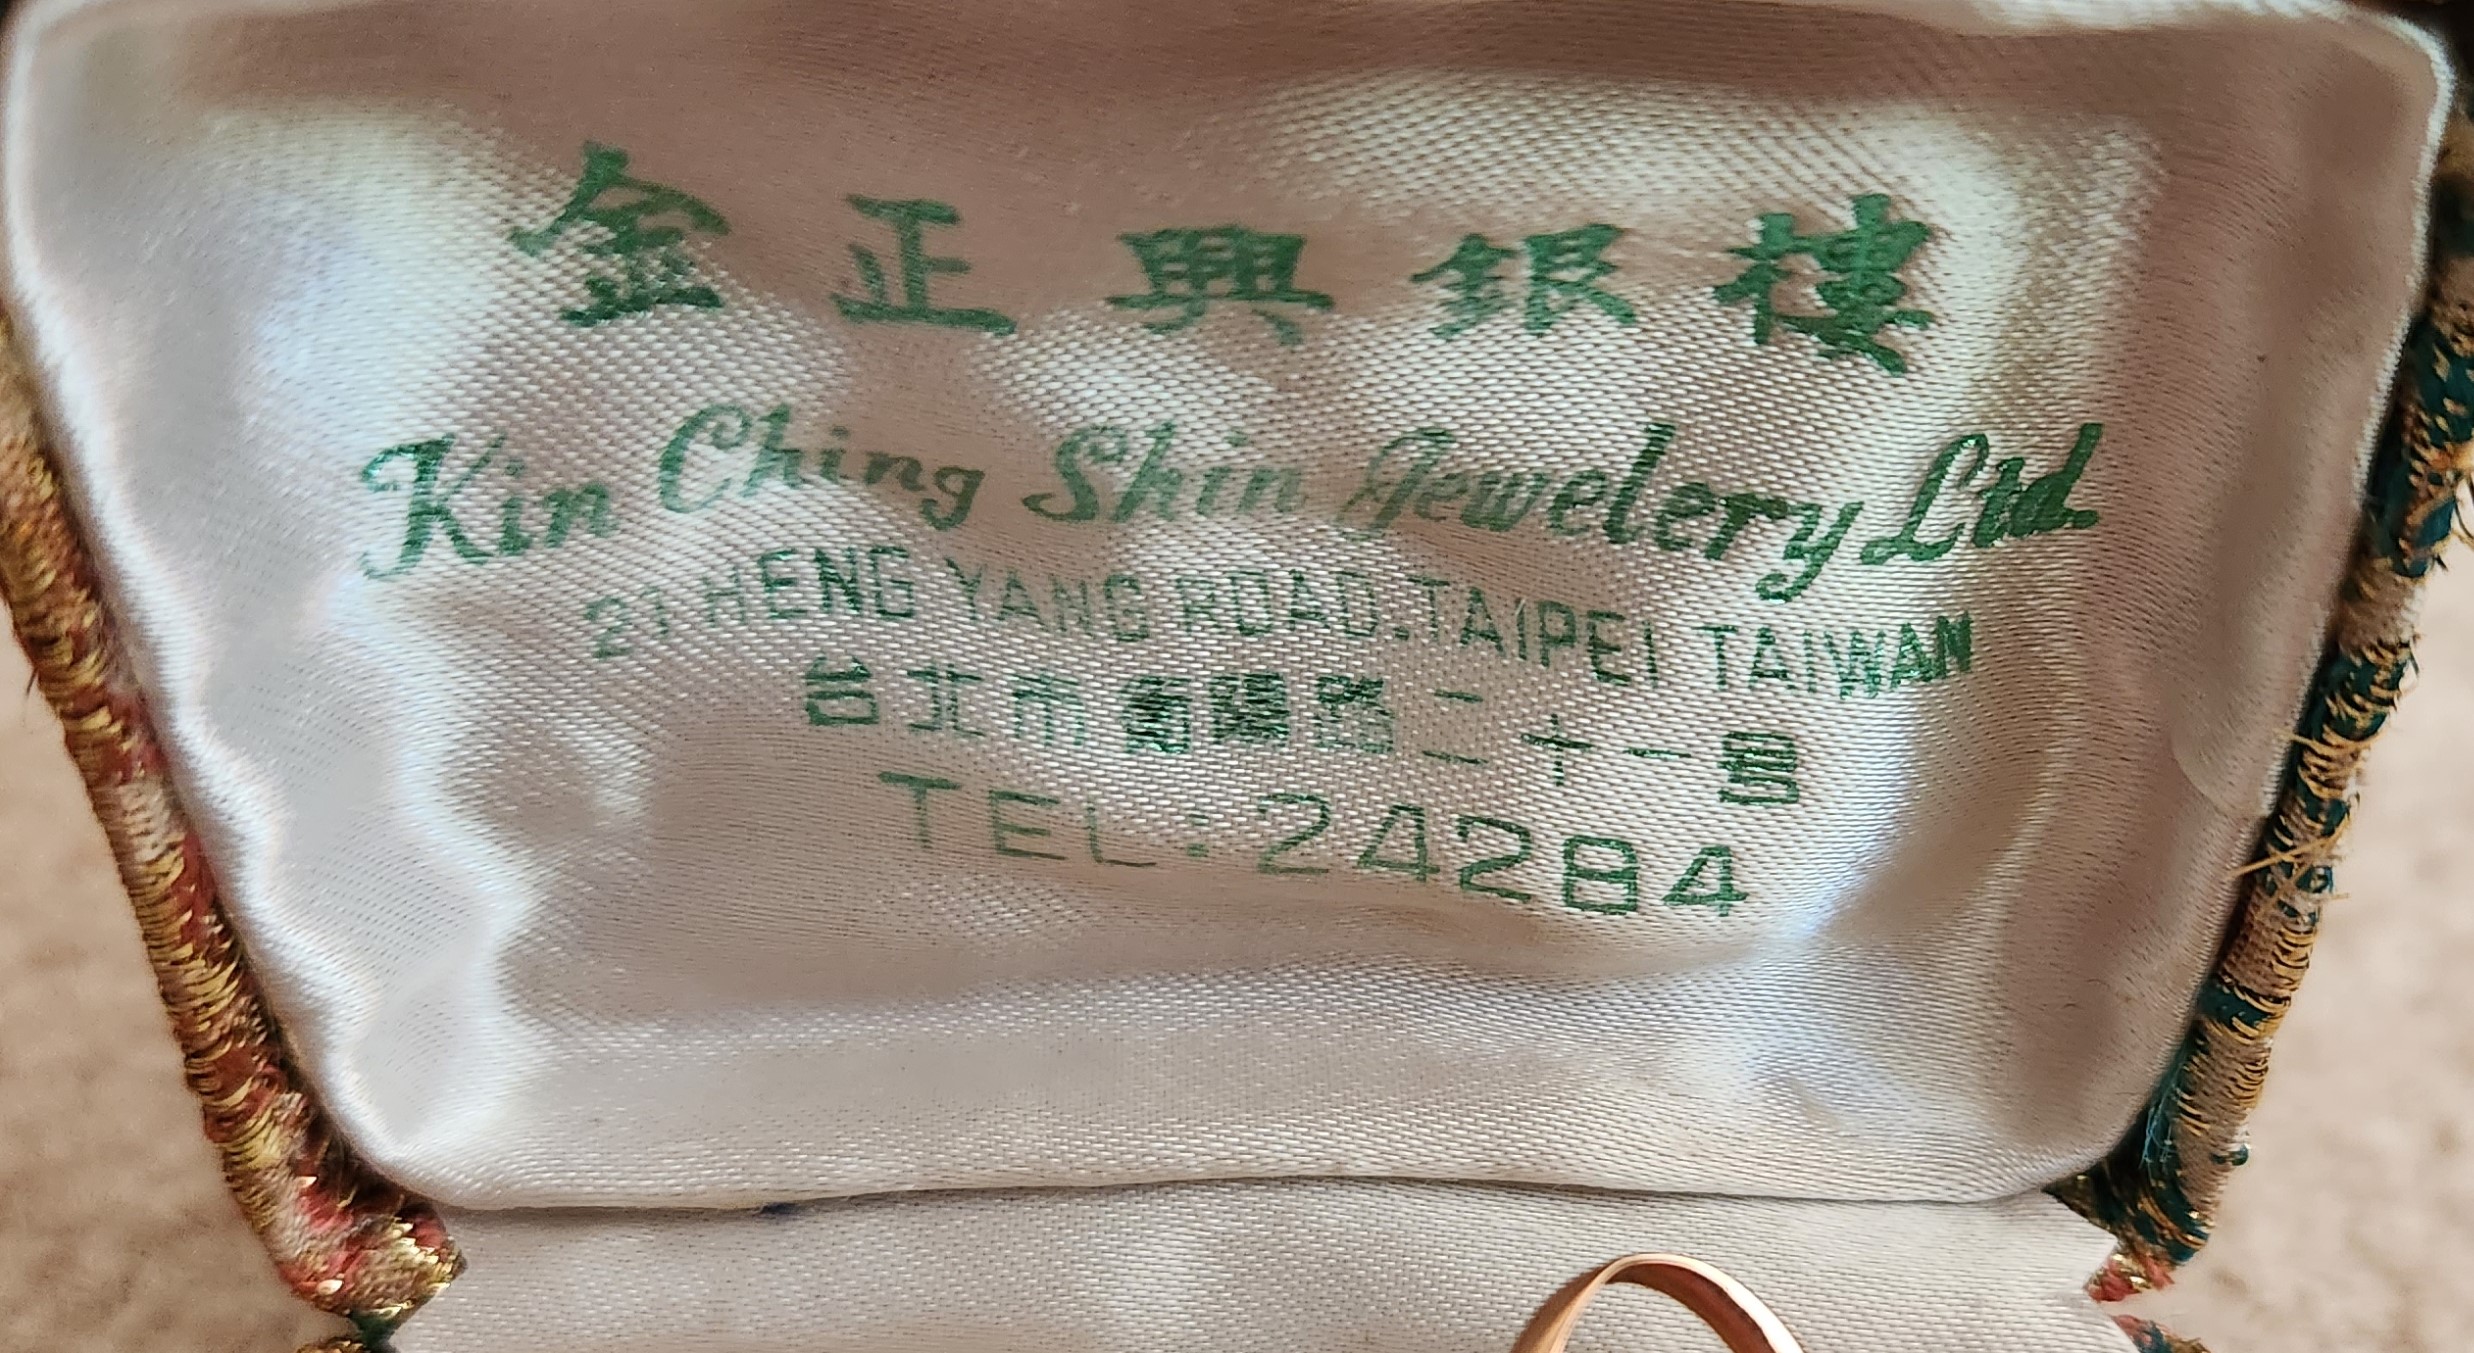 金正興銀樓
Kin Ching Shin Jewelery Ltd.
21 HENG YANG ROAD. TAIPEI TAIWAN
台北市衡陽路二十一号
TEL: 24284